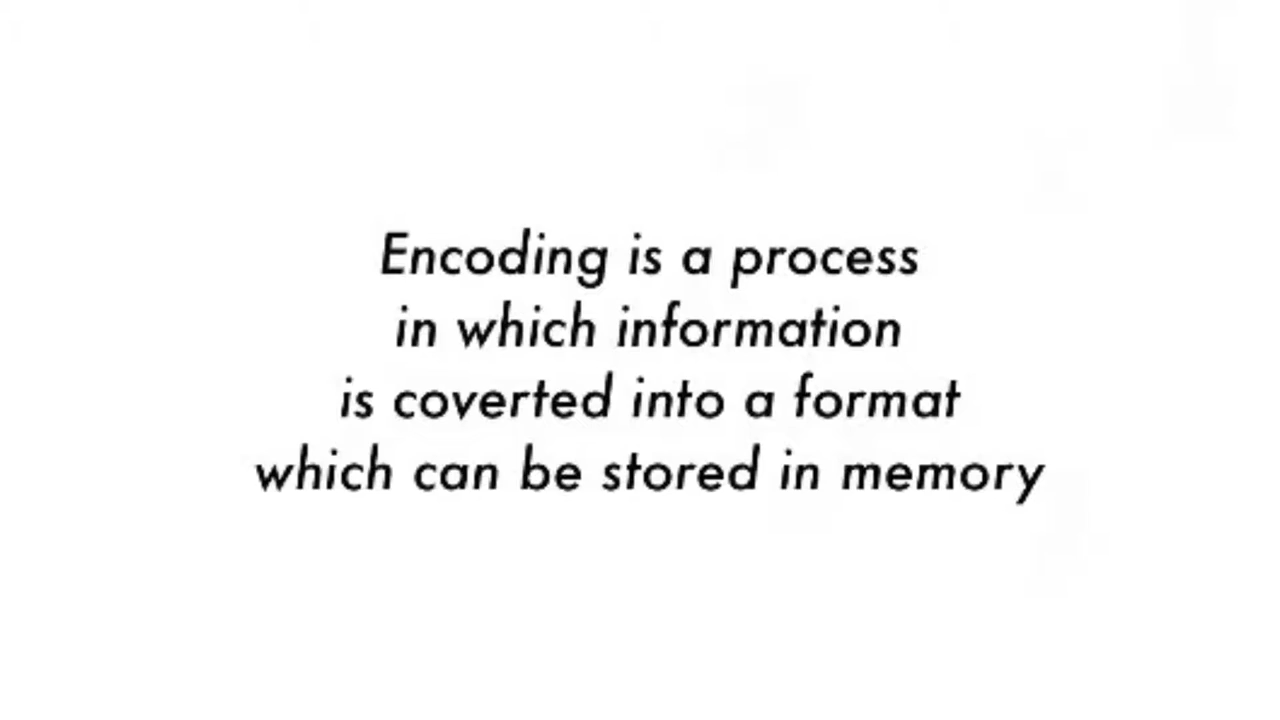 Encoding is a process
in which information
is coverted into a format
which can be stored in memory